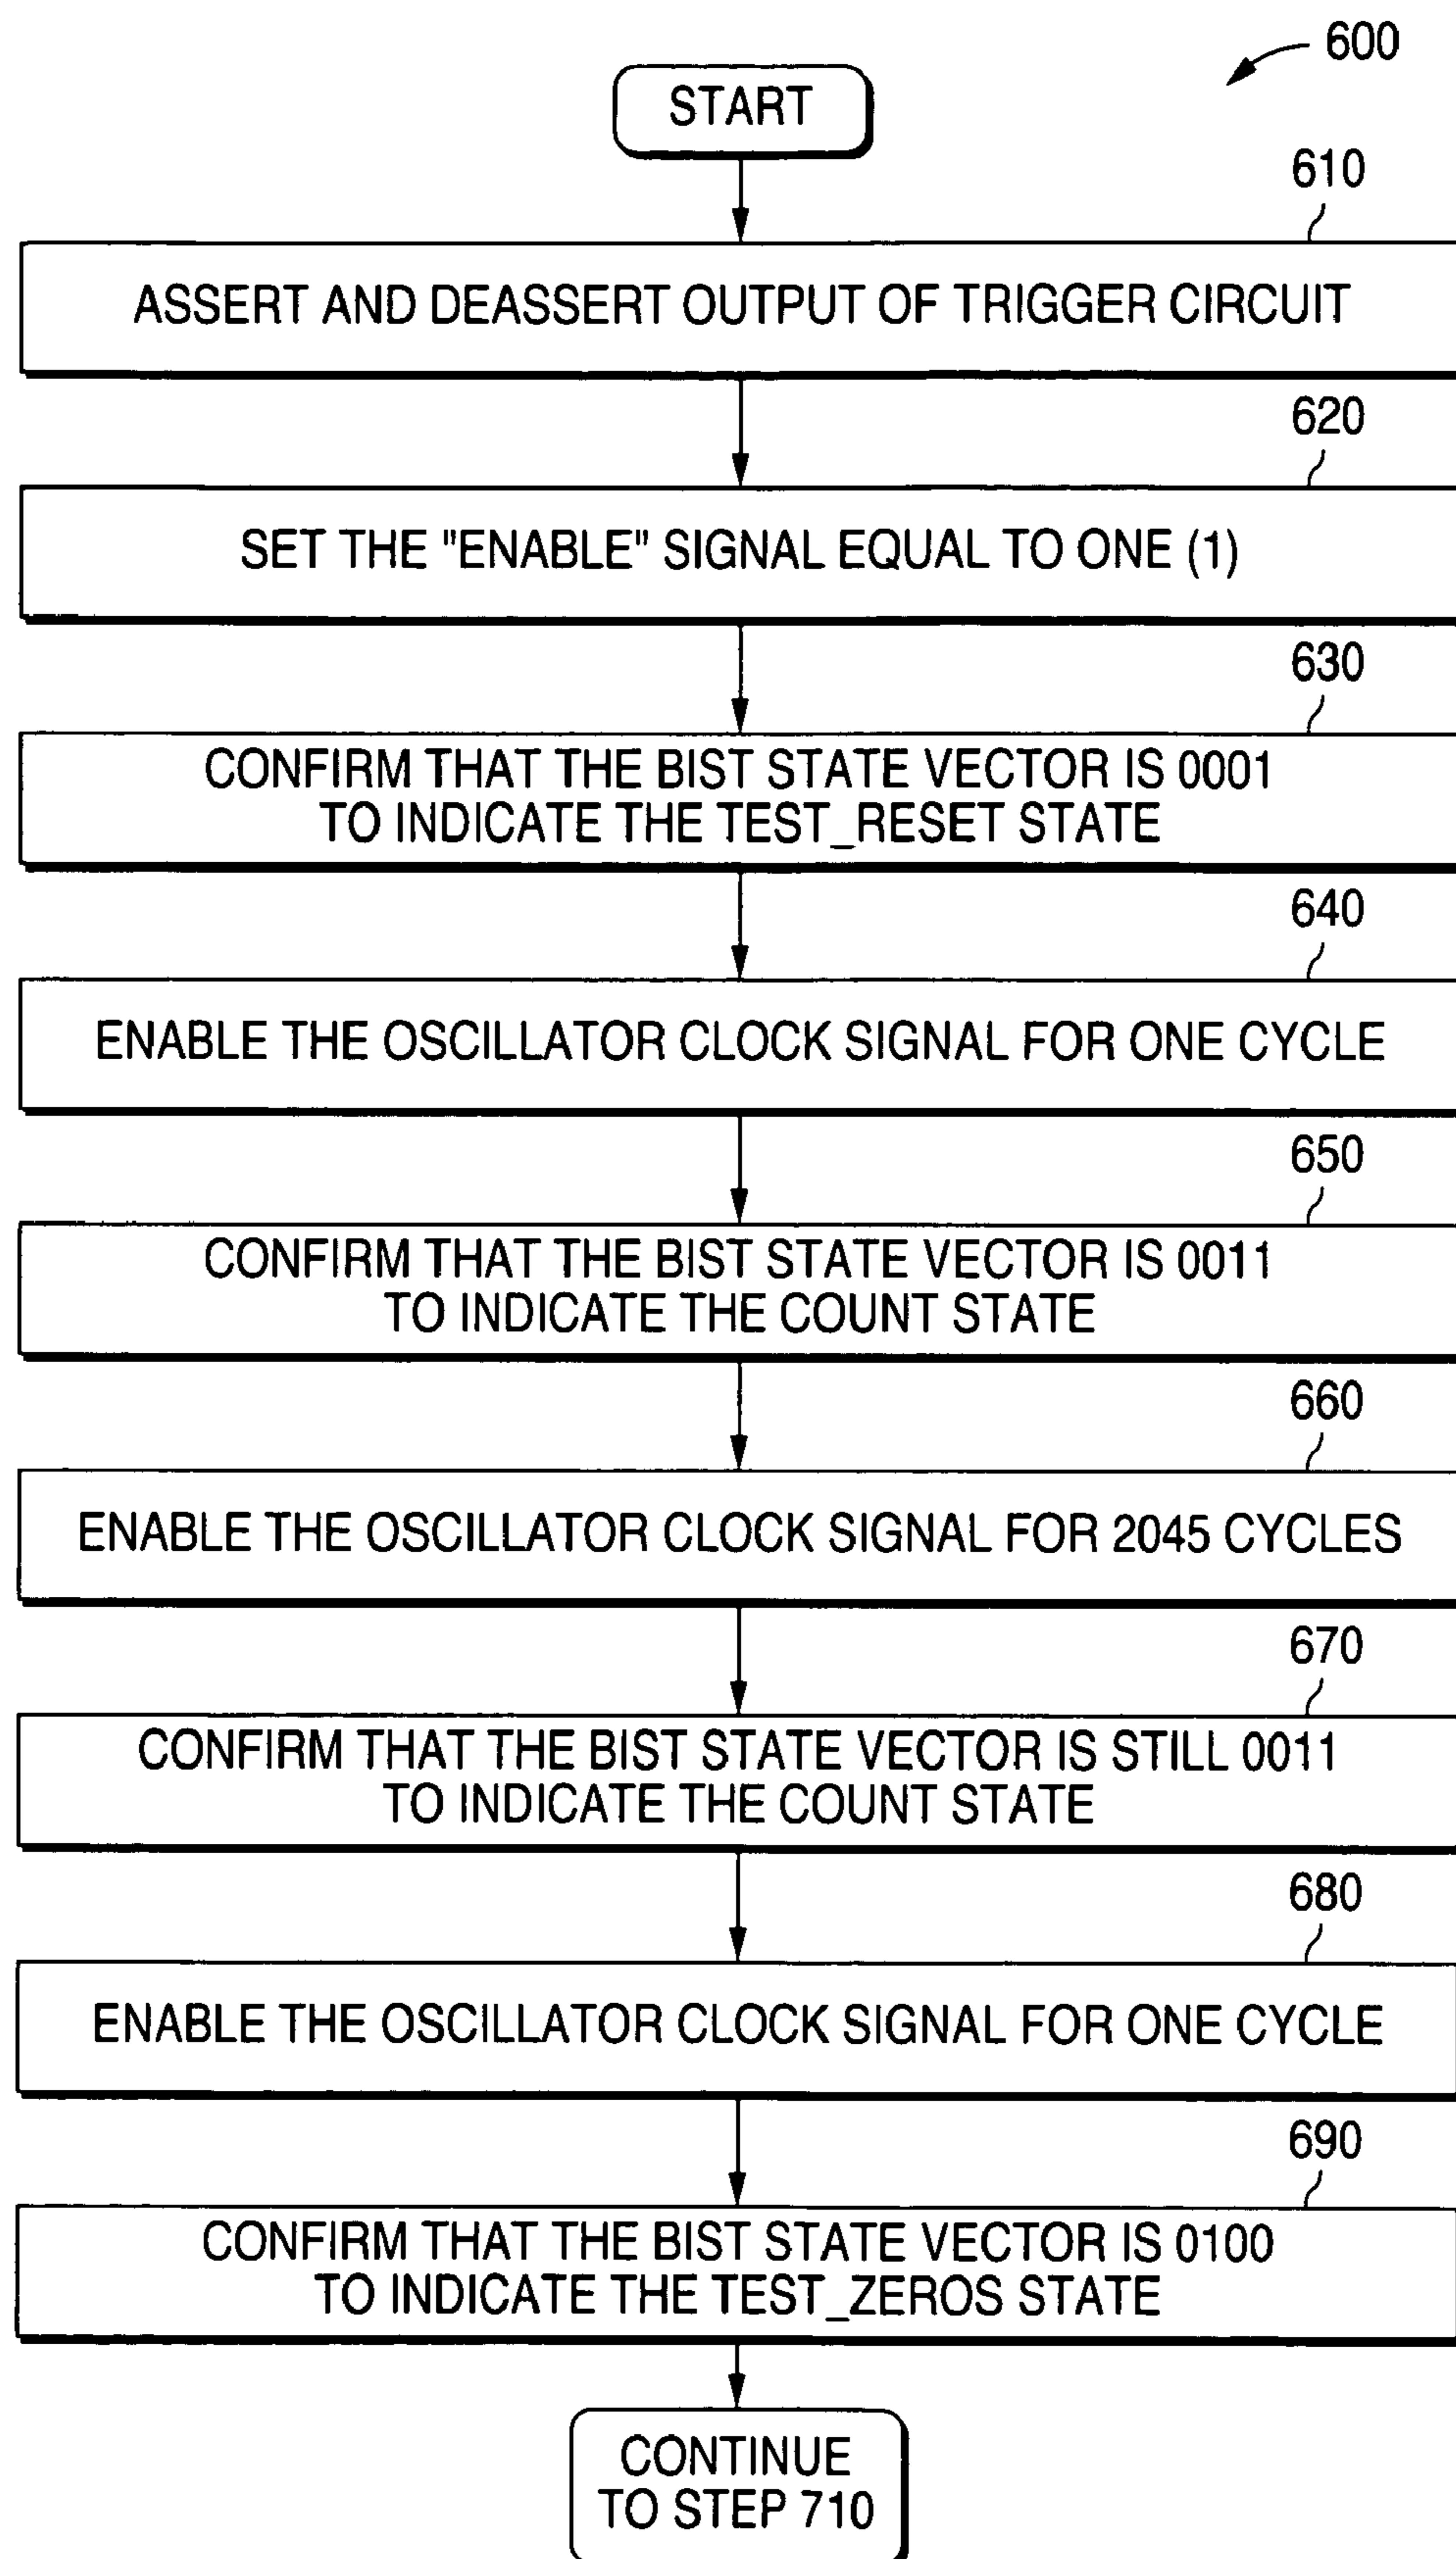 600
START
610
ASSERT AND DEASSERT OUTPUT OF TRIGGER CIRCUIT
620
SET THE "ENABLE" SIGNAL EQUAL TO ONE (1)
630
CONFIRM THAT THE BIST STATE VECTOR IS 0001
TO INDICATE THE TEST_RESET STATE
640
ENABLE THE OSCILLATOR CLOCK SIGNAL FOR ONE CYCLE
650
CONFIRM THAT THE BIST STATE VECTOR IS 0011
TO INDICATE THE COUNT STATE
660
ENABLE THE OSCILLATOR CLOCK SIGNAL FOR 2045 CYCLES
670
CONFIRM THAT THE BIST STATE VECTOR IS STILL 0011
TO INDICATE THE COUNT STATE
680
ENABLE THE OSCILLATOR CLOCK SIGNAL FOR ONE CYCLE
690
CONFIRM THAT THE BIST STATE VECTOR IS 0100
TO INDICATE THE TEST_ZEROS STATE
CONTINUE
TO STEP 710